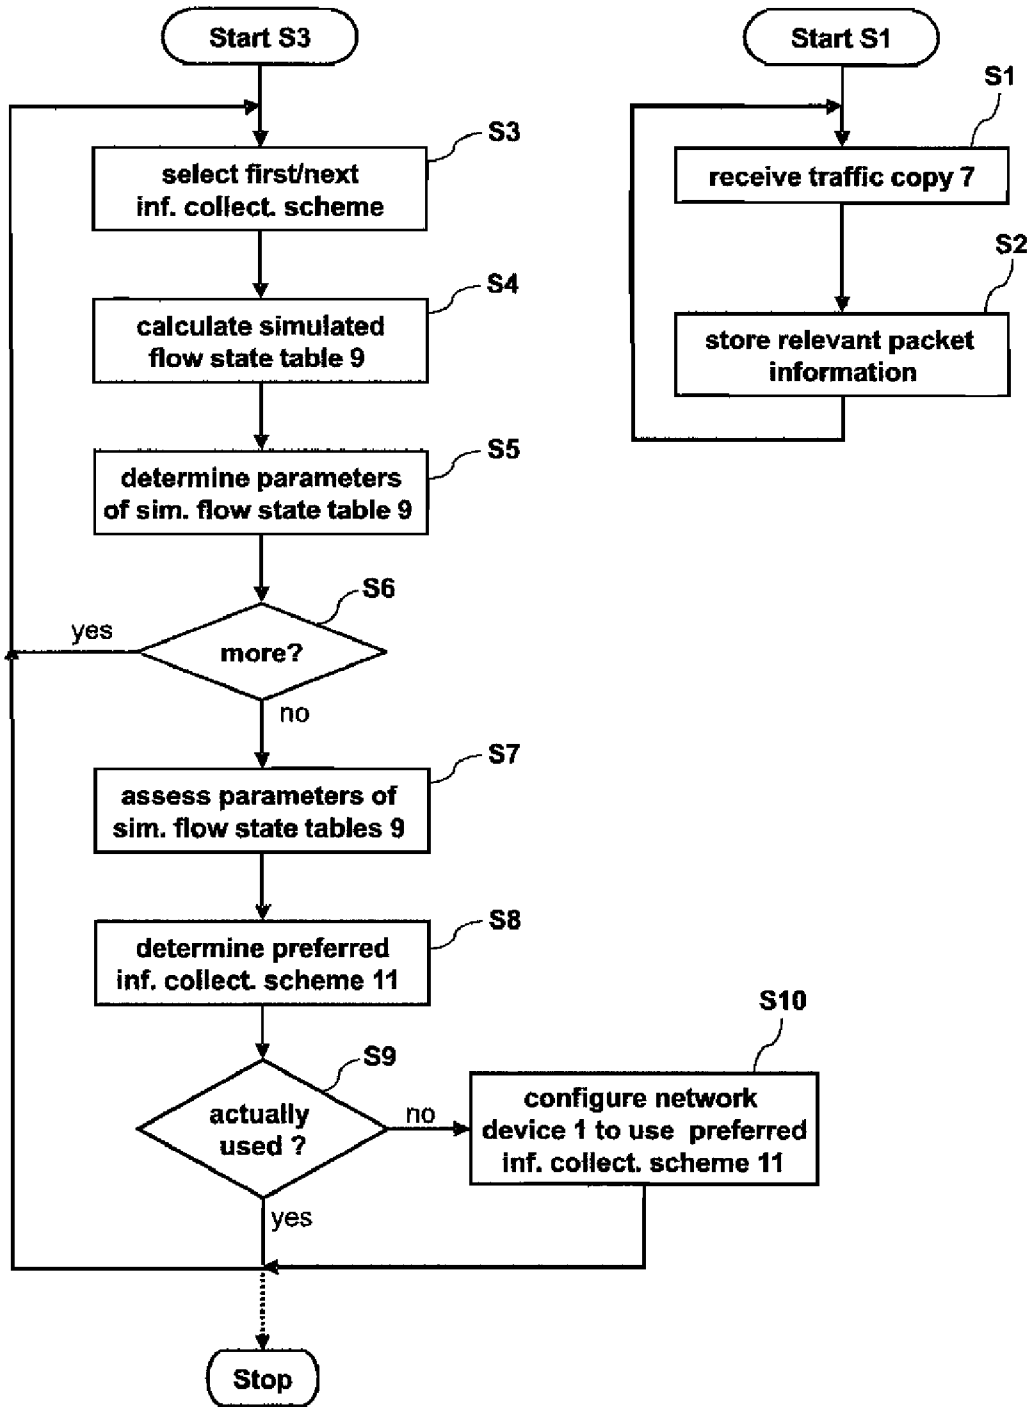 Start S3
S3
select first/next
inf. collect. scheme
S4
calculate simulated
flow state table 9
S5
determine parameters
of sim. flow state table 9
S6
yes
more?
no
S7
assess parameters of
sim. flow state tables 9
S8
determine preferred
inf. collect. scheme 11
S9
actually
used ?
no
yes
S10
configure network
device 1 to use preferred
inf. collect. scheme 11
Stop
Start S1
S1
receive traffic copy 7
S2
store relevant packet
information